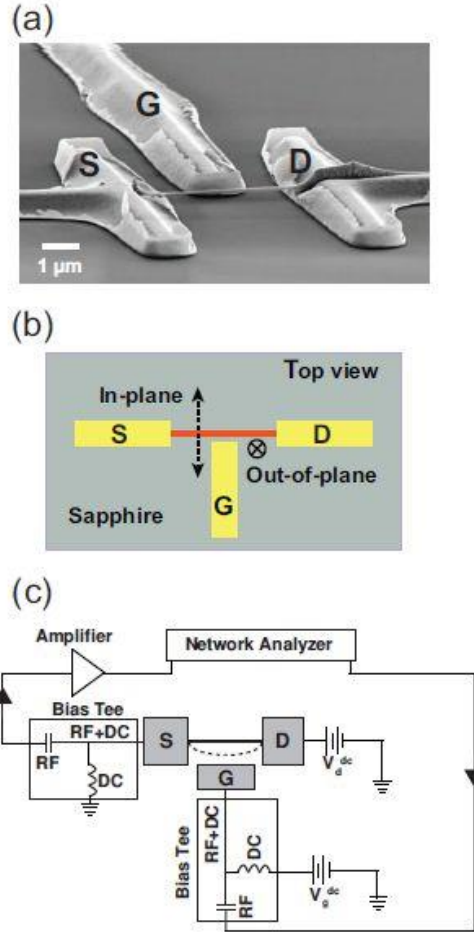 (a)
G
S
D
1 µm
(b)
Top view
In-plane
S
D
Out-of-plane
G
Sapphire
(c)
Amplifier
Network Analyzer
Bias Tee
RF+DC
S
D
RF
DC
V_d^dc
G
Bias Tee
RF+DC
DC
V_g^dc
RF